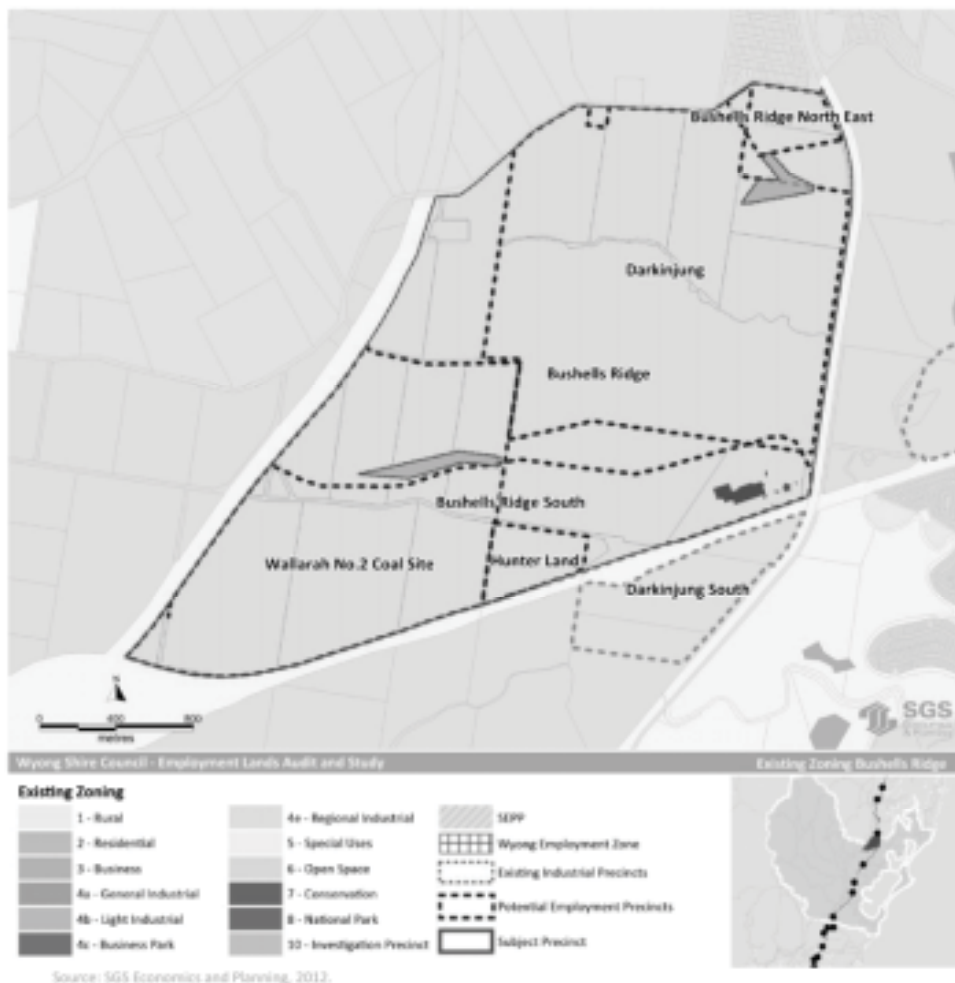 Bushells Ridge North East
Darkinjung
Bushells Ridge
Bushells Ridge South
Wallarah No.2 Coal Site
Hunter Land
Darkinjung South
N
0 400 800
metres
SGS
Economics
& Planning
Wyong Shire Council - Employment Lands Audit and Study
Existing Zoning Bushells Ridge
Existing Zoning
1 - Rural
2 - Residential
3 - Business
4a - General Industrial
4b - Light Industrial
4c - Business Park
4e - Regional Industrial
5 - Special Uses
6 - Open Space
7 - Conservation
8 - National Park
10 - Investigation Precinct
SEPP
Wyong Employment Zone
Existing Industrial Precincts
Potential Employment Precincts
Subject Precinct
Source: SGS Economics and Planning, 2012.